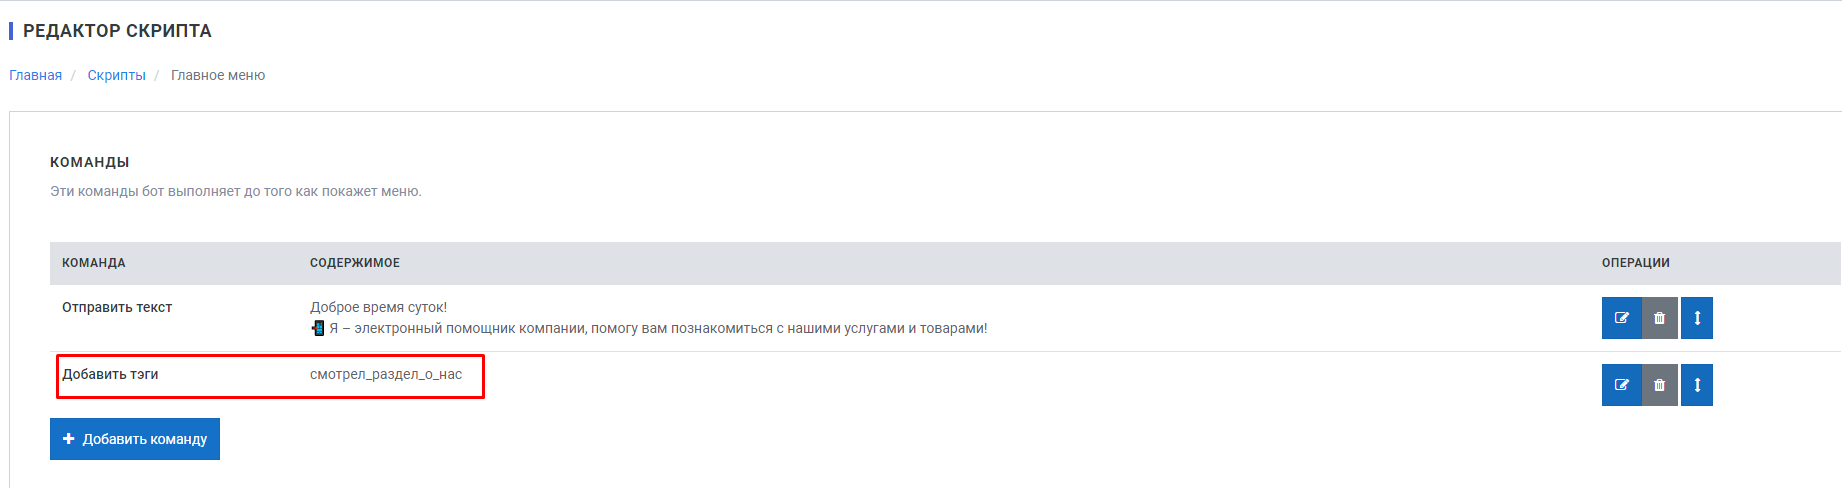 РЕДАКТОР СКРИПТА
Главная / Скрипты / Главное меню
КОМАНДЫ
Эти команды бот выполняет до того как покажет меню.
КОМАНДА СОДЕРЖИМОЕ ОПЕРАЦИИ
Отправить текст Доброе время суток!
Я – электронный помощник компании, помогу вам познакомиться с нашими услугами и товарами!
Добавить тэги смотрел_раздел_о_нас
Добавить команду